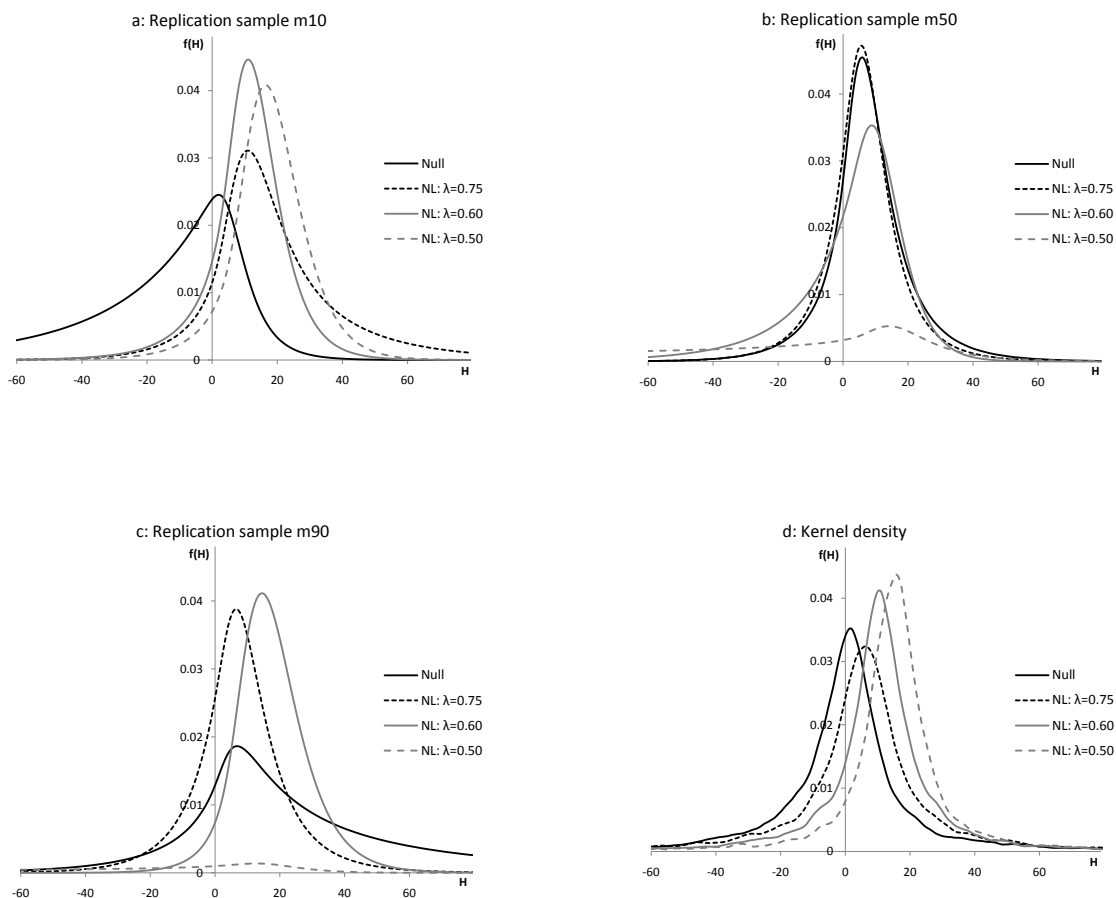 a: Replication sample m10
f(H)
0.04
0.03
0.02
0.01
0
-60
-40
-20
0
20
40
60
H
Null
NL: λ=0.75
NL: λ=0.60
NL: λ=0.50
b: Replication sample m50
f(H)
0.04
0.03
0.02
0.01
0
-60
-40
-20
0
20
40
60
H
Null
NL: λ=0.75
NL: λ=0.60
NL: λ=0.50
c: Replication sample m90
f(H)
0.04
0.03
0.02
0.01
0
-60
-40
-20
0
20
40
60
H
Null
NL: λ=0.75
NL: λ=0.60
NL: λ=0.50
d: Kernel density
f(H)
0.04
0.03
0.02
0.01
0
-60
-40
-20
0
20
40
60
H
Null
NL: λ=0.75
NL: λ=0.60
NL: λ=0.50